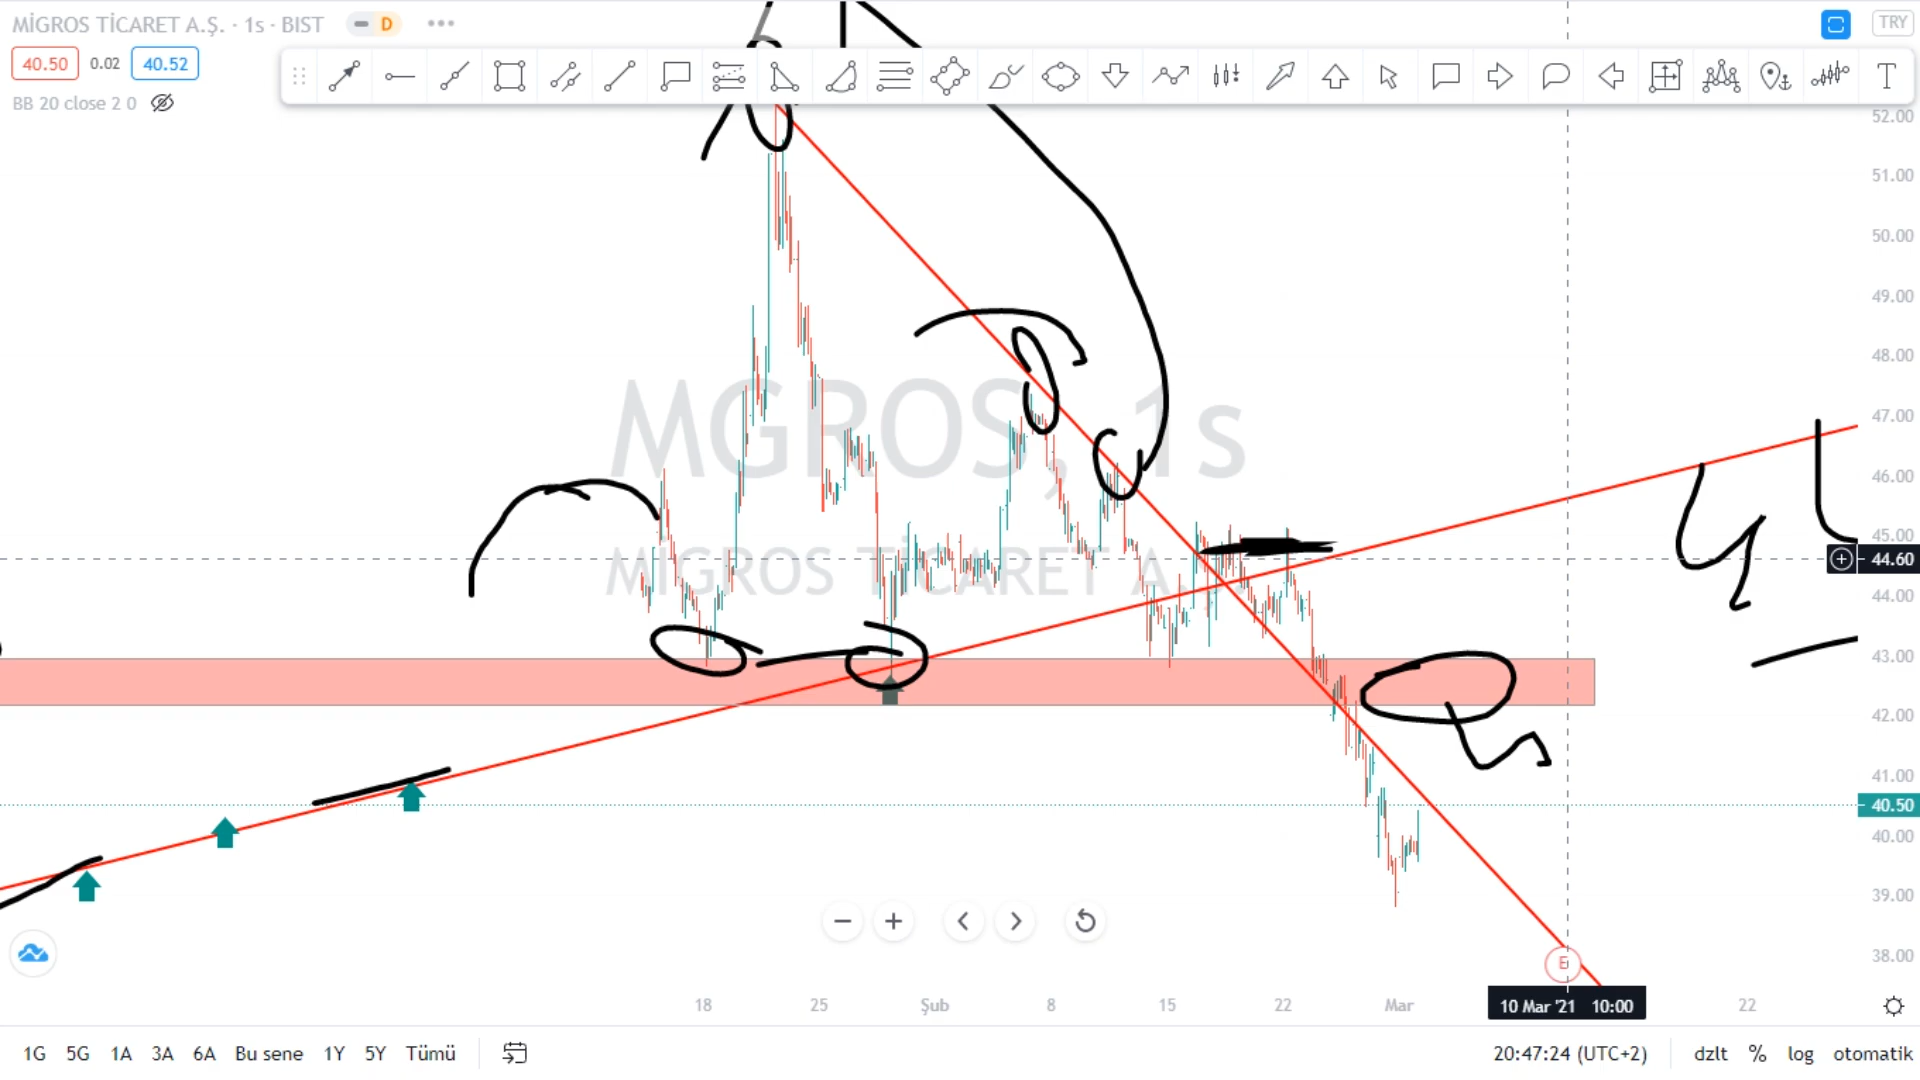 MİGROS TİCARET A.Ş. · 1s · BIST
D
TRY
40.50
0.02
40.52
BB 20 close 2 0
T
52.00
51.00
50.00
49.00
48.00
47.00
46.00
45.00
44.60
44.00
43.00
42.00
41.00
40.50
40.00
39.00
38.00
MGROS, 1s
MİGROS TİCARET A.Ş.
E
18
25
Şub
8
15
22
Mar
10 Mar '21 10:00
22
1G
5G
1A
3A
6A
Bu sene
1Y
5Y
Tümü
20:47:24 (UTC+2)
dzlt
%
log
otomatik